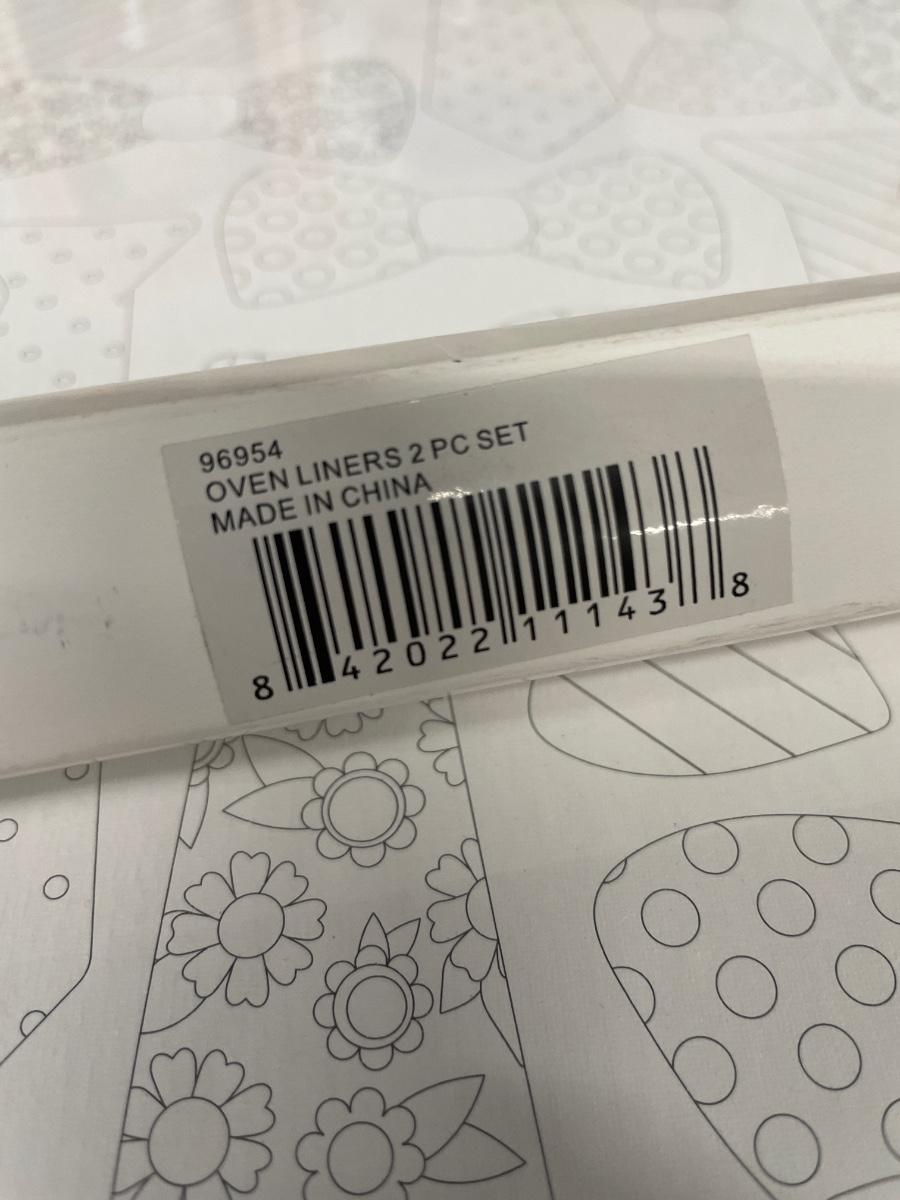 96954
OVEN LINERS 2 PC SET
MADE IN CHINA
8 42022 11143 8